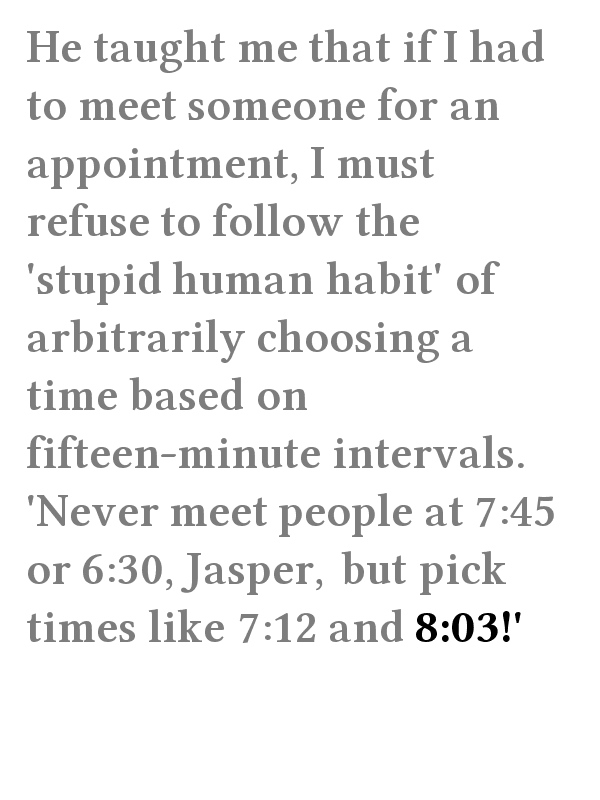 He taught me that if I had
to meet someone for an
appointment, I must
refuse to follow the
'stupid human habit' of
arbitrarily choosing a
time based on
fifteen-minute intervals.
'Never meet people at 7:45
or 6:30, Jasper, but pick
times like 7:12 and 8:03!'